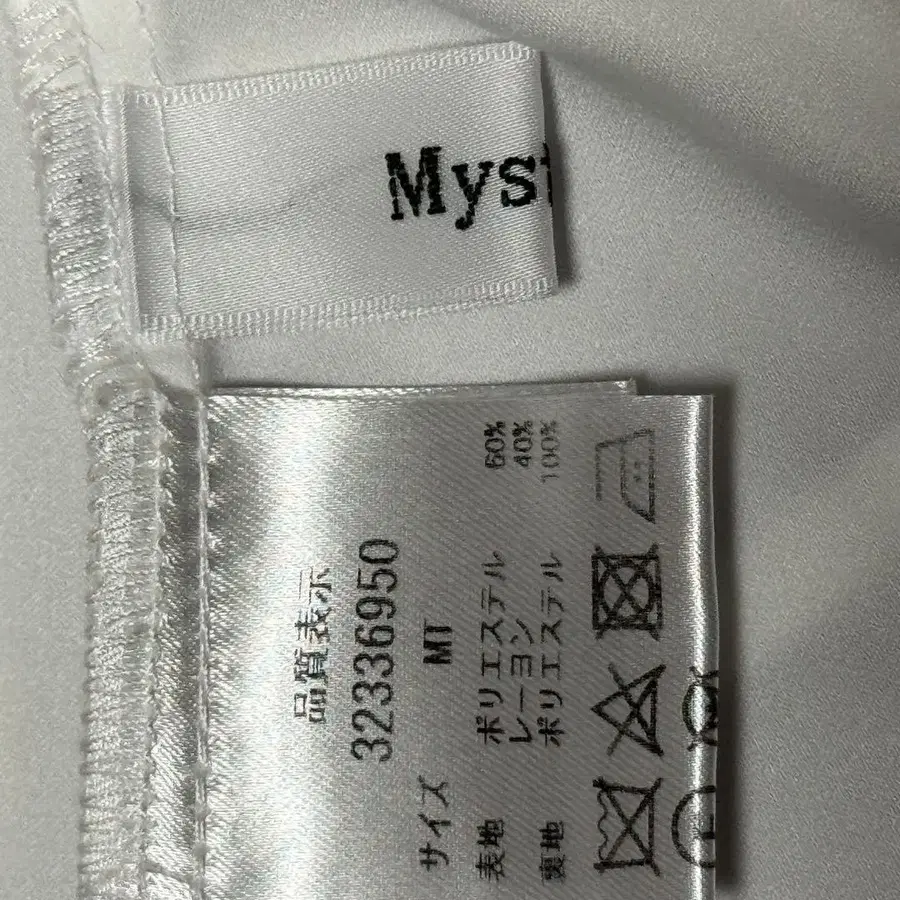 Myst
品質表示
32336950
サイズ MT
表地 ポリエステル 60%
レーヨン 40%
裏地 ポリエステル 100%